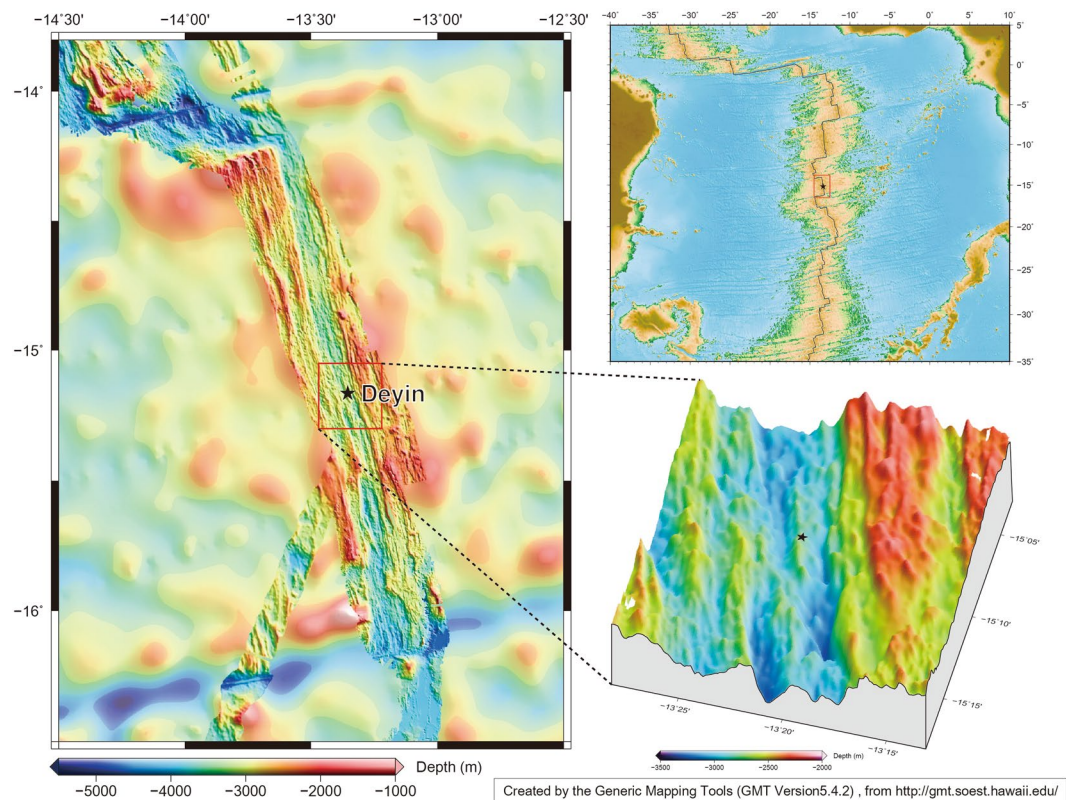 −14˚30' −14˚00' −13˚30' −13˚00' −12˚30'
−14˚
−15˚
−16˚
Deyin
−5000 −4000 −3000 −2000 −1000
Depth (m)
−40˚ −35˚ −30˚ −25˚ −20˚ −15˚ −10˚ −5˚ 0˚ 5˚ 10˚
5˚
0˚
−5˚
−10˚
−15˚
−20˚
−25˚
−30˚
−35˚
−15˚05'
−15˚10'
−15˚15'
−13˚25'
−13˚20'
−13˚15'
−3500 −3000 −2500 −2000
Depth (m)
Created by the Generic Mapping Tools (GMT Version5.4.2) , from http://gmt.soest.hawaii.edu/